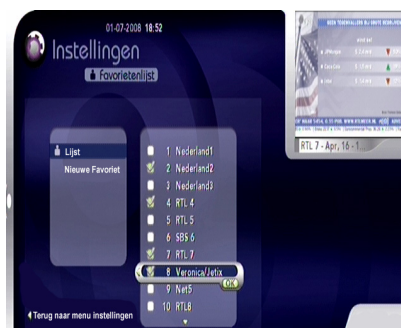 01-07-2008 18:52
Instellingen
Favorietenlijst
Lijst
Nieuwe Favoriet
1 Nederland1
2 Nederland2
3 Nederland3
4 RTL 4
5 RTL 5
6 SBS 6
7 RTL 7
8 Veronica/Jetix
OK
9 Net5
10 RTL8
Terug naar menu instellingen
RTL 7 - Apr, 16 - 1...